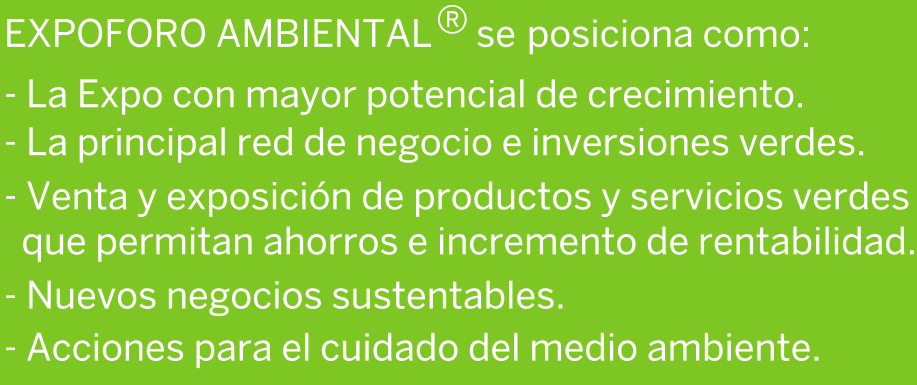 EXPOFORO AMBIENTAL® se posiciona como:
- La Expo con mayor potencial de crecimiento.
- La principal red de negocio e inversiones verdes.
- Venta y exposición de productos y servicios verdes
que permitan ahorros e incremento de rentabilidad.
- Nuevos negocios sustentables.
- Acciones para el cuidado del medio ambiente.